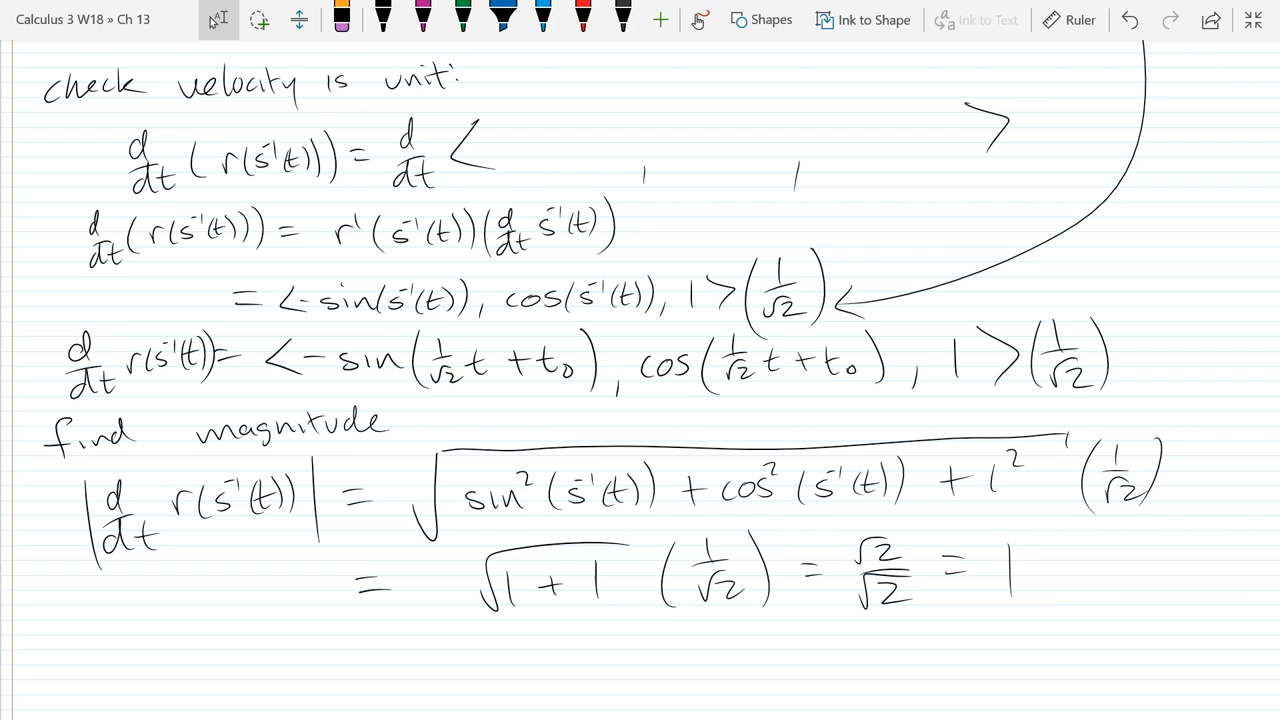 Calculus 3 W18 » Ch 13 Shapes Ink to Shape Ink to Text Ruler
check velocity is unit:
d/dt (r(s⁻¹(t))) = d/dt < , , >
d/dt (r(s⁻¹(t))) = r'(s⁻¹(t))(d/dt s⁻¹(t))
= <-sin(s⁻¹(t)), cos(s⁻¹(t)), 1>(1/√2)
d/dt r(s⁻¹(t)) = <-sin(1/√2 t + t₀), cos(1/√2 t + t₀), 1>(1/√2)
find magnitude
|d/dt r(s⁻¹(t))| = √(sin²(s⁻¹(t)) + cos²(s⁻¹(t)) + 1²) (1/√2)
= √(1 + 1) (1/√2) = √2/√2 = 1